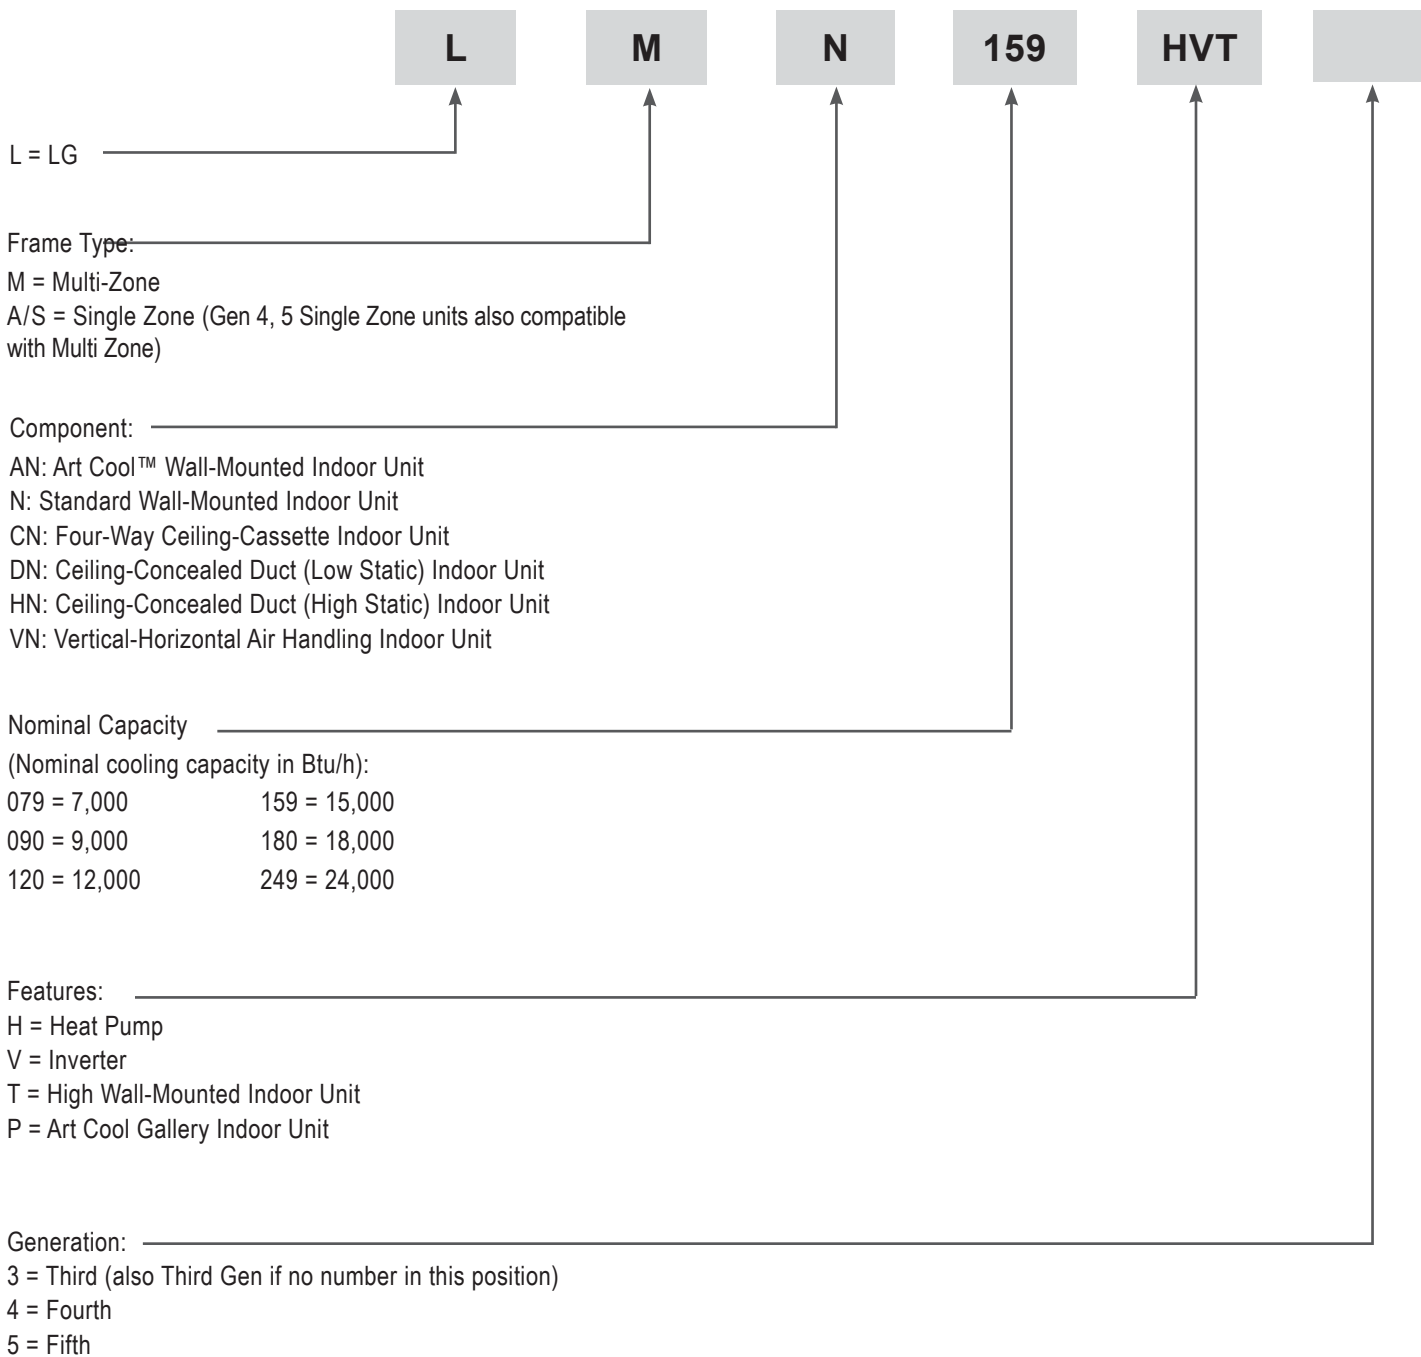 L M N 159 HVT
L = LG
Frame Type:
M = Multi-Zone
A/S = Single Zone (Gen 4, 5 Single Zone units also compatible
with Multi Zone)
Component:
AN: Art Cool™ Wall-Mounted Indoor Unit
N: Standard Wall-Mounted Indoor Unit
CN: Four-Way Ceiling-Cassette Indoor Unit
DN: Ceiling-Concealed Duct (Low Static) Indoor Unit
HN: Ceiling-Concealed Duct (High Static) Indoor Unit
VN: Vertical-Horizontal Air Handling Indoor Unit
Nominal Capacity
(Nominal cooling capacity in Btu/h):
079 = 7,000 159 = 15,000
090 = 9,000 180 = 18,000
120 = 12,000 249 = 24,000
Features:
H = Heat Pump
V = Inverter
T = High Wall-Mounted Indoor Unit
P = Art Cool Gallery Indoor Unit
Generation:
3 = Third (also Third Gen if no number in this position)
4 = Fourth
5 = Fifth